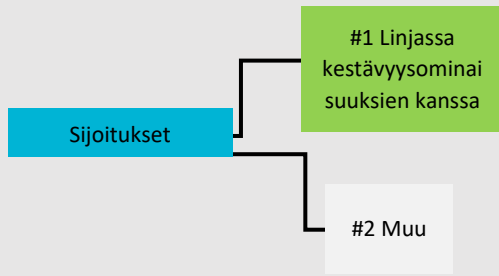 #1 Linjassa
kestävyysominai
suuksien kanssa
Sijoitukset
#2 Muu